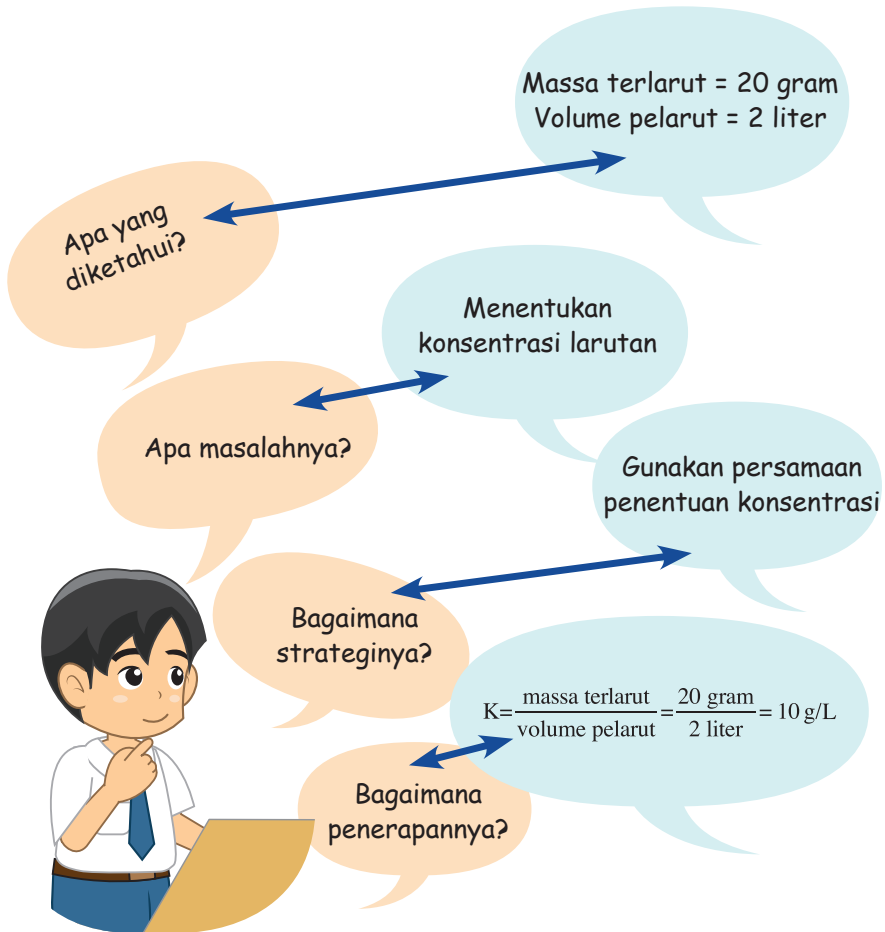 Massa terlarut = 20 gram
Volume pelarut = 2 liter
Apa yang
diketahui?
Menentukan
konsentrasi larutan
Apa masalahnya?
Gunakan persamaan
penentuan konsentrasi
Bagaimana
strateginya?
K= massa terlarut / volume pelarut = 20 gram / 2 liter = 10 g/L
Bagaimana
penerapannya?